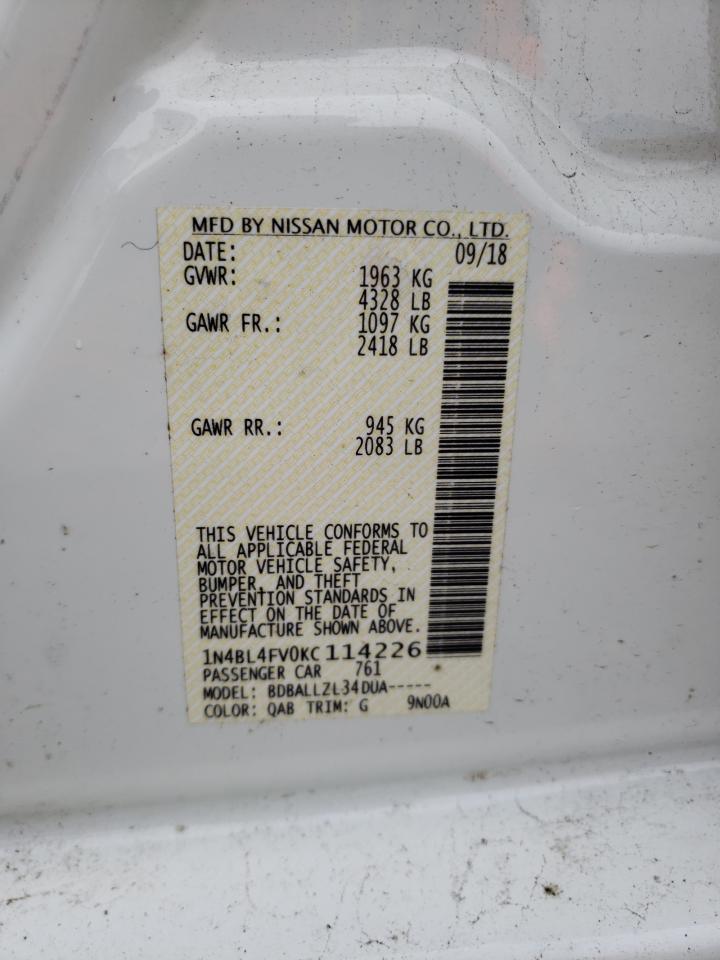 MFD BY NISSAN MOTOR CO., LTD.
DATE: 09/18
GVWR: 1963 KG
4328 LB
GAWR FR.: 1097 KG
2418 LB
GAWR RR.: 945 KG
2083 LB
THIS VEHICLE CONFORMS TO
ALL APPLICABLE FEDERAL
MOTOR VEHICLE SAFETY,
BUMPER, AND THEFT
PREVENTION STANDARDS IN
EFFECT ON THE DATE OF
MANUFACTURE SHOWN ABOVE.
1N4BL4FV0KC114226
PASSENGER CAR 761
MODEL: BDBALLZL34DUA-----
COLOR: QAB TRIM: G 9N00A